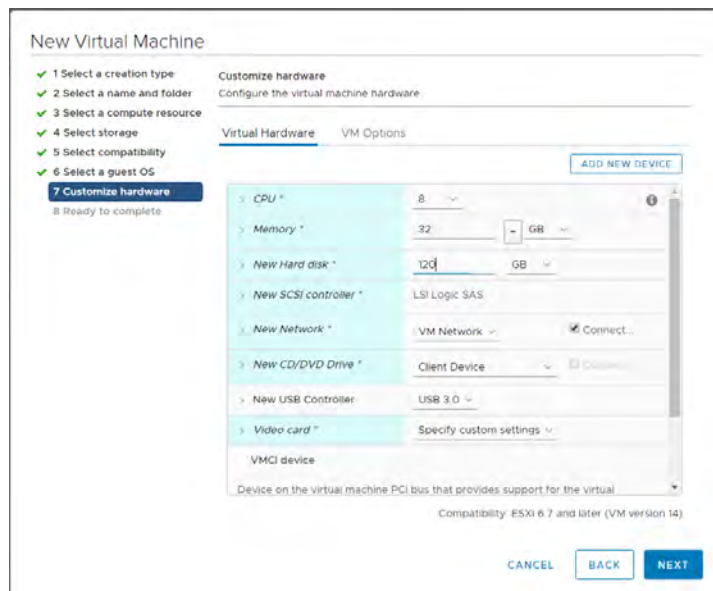 New Virtual Machine
1 Select a creation type
2 Select a name and folder
3 Select a compute resource
4 Select storage
5 Select compatibility
6 Select a guest OS
7 Customize hardware
8 Ready to complete
Customize hardware
Configure the virtual machine hardware
Virtual Hardware VM Options
ADD NEW DEVICE
CPU * 8
Memory * 32 GB
New Hard disk * 120 GB
New SCSI controller * LSI Logic SAS
New Network * VM Network Connect...
New CD/DVD Drive * Client Device Connect...
New USB Controller USB 3.0
Video card * Specify custom settings
VMCI device
Device on the virtual machine PCI bus that provides support for the virtual
Compatibility: ESXi 6.7 and later (VM version 14)
CANCEL BACK NEXT